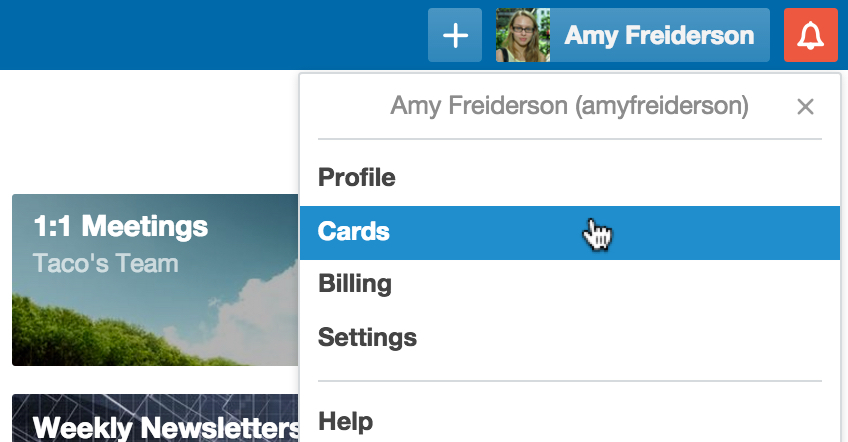 Amy Freiderson
Amy Freiderson (amyfreiderson)
Profile
Cards
Billing
Settings
Help
1:1 Meetings
Taco's Team
Weekly Newsletters